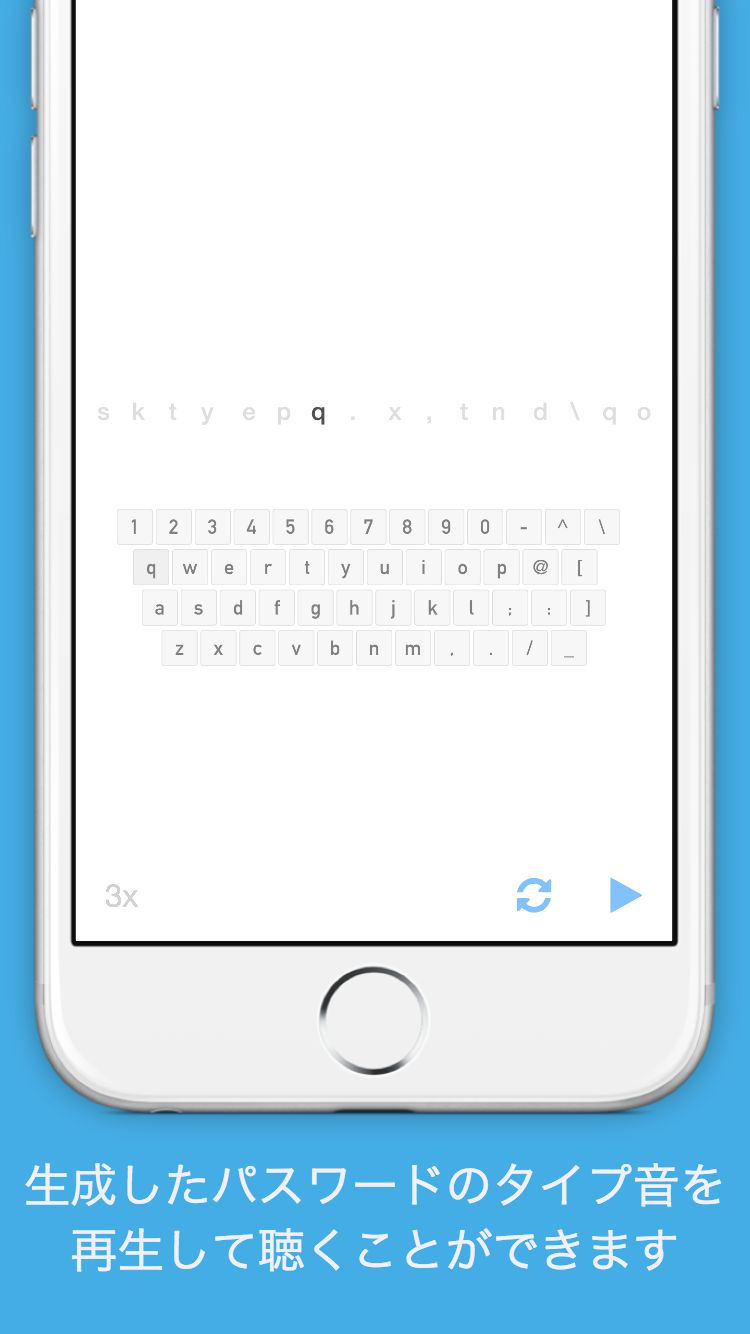 s k t y e p q . x , t n d \ q o
1 2 3 4 5 6 7 8 9 0 - ^ \
q w e r t y u i o p @ [
a s d f g h j k l ; : ]
z x c v b n m , . / _
3x
生成したパスワードのタイプ音を
再生して聴くことができます